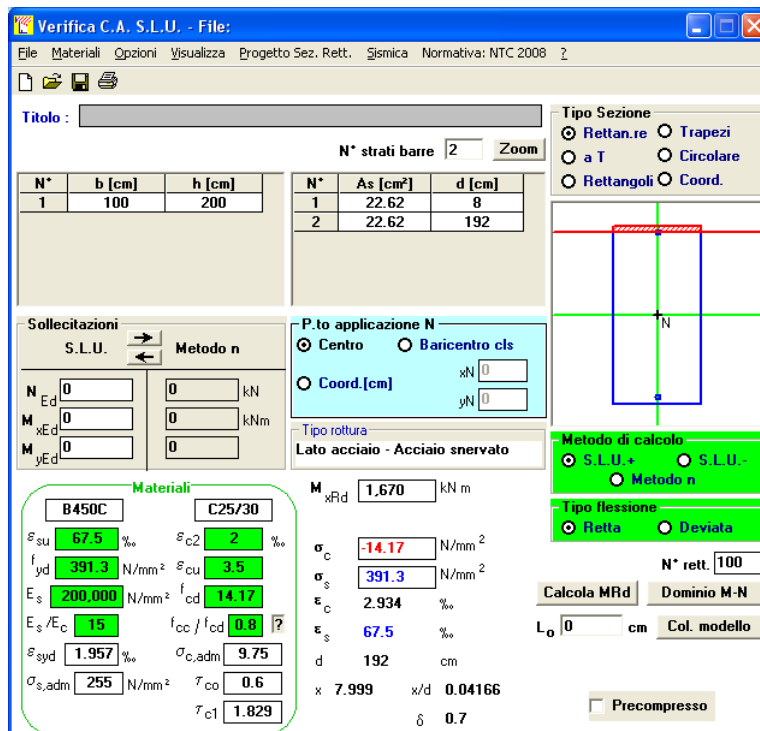 Verifica C.A. S.L.U. - File:
File Materiali Opzioni Visualizza Progetto Sez. Rett. Sismica Normativa: NTC 2008 ?
Titolo :
N° strati barre 2 Zoom
N° b [cm] h [cm]
1 100 200
N° As [cm²] d [cm]
1 22.62 8
2 22.62 192
Tipo Sezione
Rettan.re Trapezi
a T Circolare
Rettangoli Coord.
N
Sollecitazioni
S.L.U. Metodo n
N Ed 0 0 kN
M xEd 0 0 kNm
M yEd 0 0
P.to applicazione N
Centro Baricentro cls
Coord.[cm] xN 0
yN 0
Tipo rottura
Lato acciaio - Acciaio snervato
Metodo di calcolo
S.L.U.+ S.L.U.-
Metodo n
Tipo flessione
Retta Deviata
N° rett. 100
Calcola MRd Dominio M-N
L o 0 cm Col. modello
Precompresso
Materiali
B450C C25/30
εsu 67.5 ‰ εc2 2 ‰
fyd 391.3 N/mm² εcu 3.5
Es 200,000 N/mm² fcd 14.17
Es/Ec 15 fcc/fcd 0.8 ?
εsyd 1.957 ‰ σc,adm 9.75
σs,adm 255 N/mm² τco 0.6
τc1 1.829
M xRd 1,670 kN m
σc -14.17 N/mm²
σs 391.3 N/mm²
εc 2.934 ‰
εs 67.5 ‰
d 192 cm
x 7.999 x/d 0.04166
δ 0.7